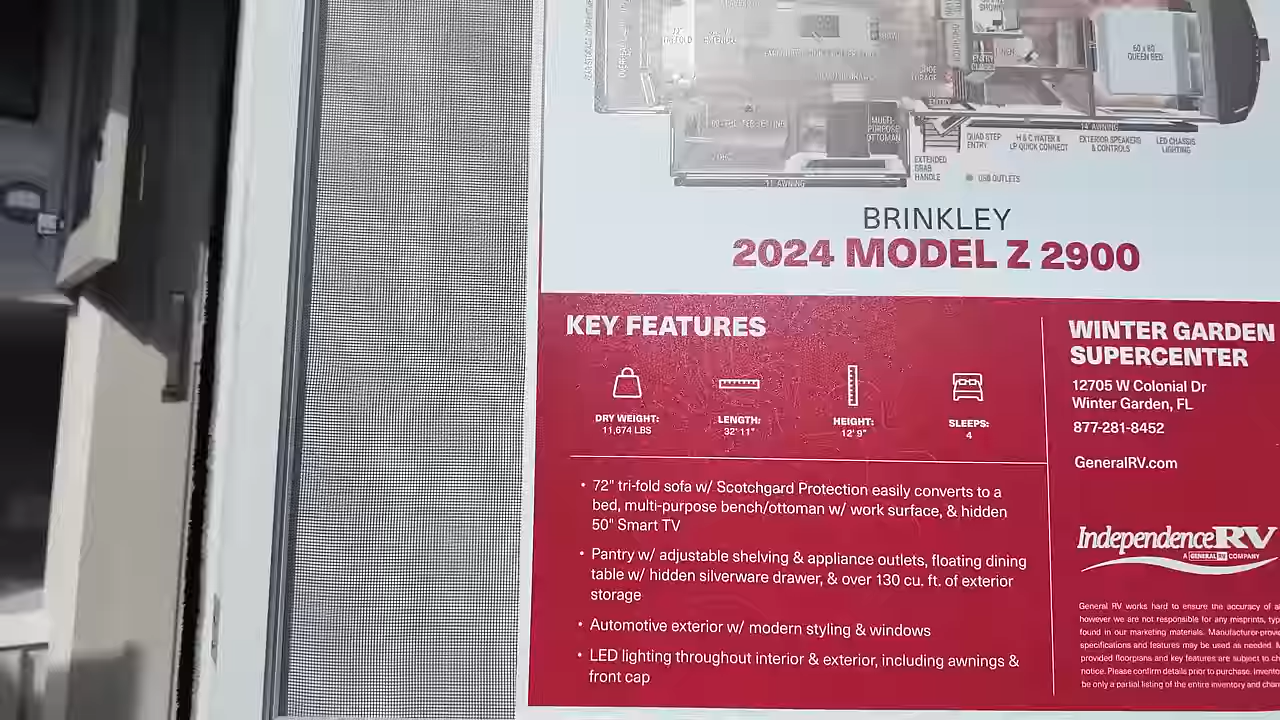 60 x 80
QUEEN BED
ENTRY
MULTI-
PURPOSE
OTTOMAN
14' AWNING
QUAD STEP
ENTRY
H & C WATER &
LP QUICK CONNECT
EXTERIOR SPEAKERS
& CONTROLS
LED CHASSIS
LIGHTING
EXTENDED
GRAB
HANDLE
USB OUTLETS
11' AWNING
BRINKLEY
2024 MODEL Z 2900
KEY FEATURES
DRY WEIGHT:
11,674 LBS
LENGTH:
32' 11"
HEIGHT:
12' 9"
SLEEPS:
4
• 72" tri-fold sofa w/ Scotchgard Protection easily converts to a
bed, multi-purpose bench/ottoman w/ work surface, & hidden
50" Smart TV
• Pantry w/ adjustable shelving & appliance outlets, floating dining
table w/ hidden silverware drawer, & over 130 cu. ft. of exterior
storage
• Automotive exterior w/ modern styling & windows
• LED lighting throughout interior & exterior, including awnings &
front cap
WINTER GARDEN
SUPERCENTER
12705 W Colonial Dr
Winter Garden, FL
877-281-8452
GeneralRV.com
IndependenceRV
A GENERAL RV COMPANY
General RV works hard to ensure the accuracy of
however we are not responsible for any misprints,
found in our marketing materials.
specifications and features may be used as needed.
provided floorplans and key features are subject to
notice. Please confirm details prior to purchase.
be only a partial listing of the entire inventory and